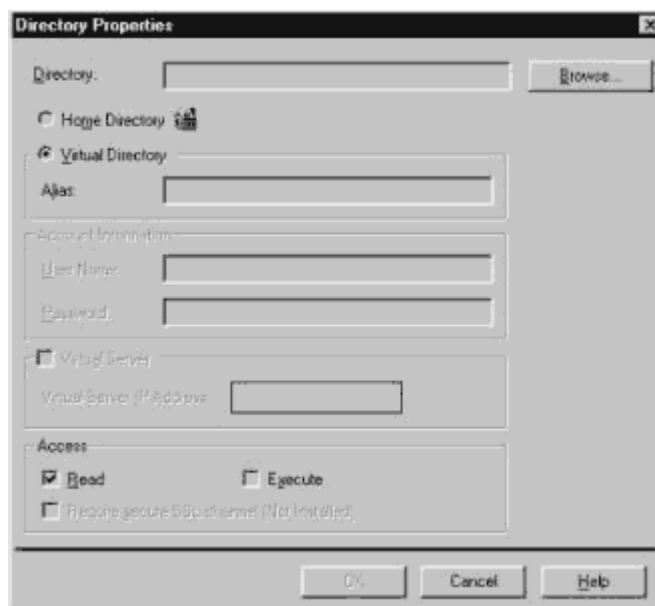 Directory Properties
Directory:
Browse...
Home Directory
Virtual Directory
Alias:
Account Information
User Name:
Password:
Virtual Server
Virtual Server IP Address:
Access
Read
Execute
Require secure SSL channel (Not Installed)
OK
Cancel
Help